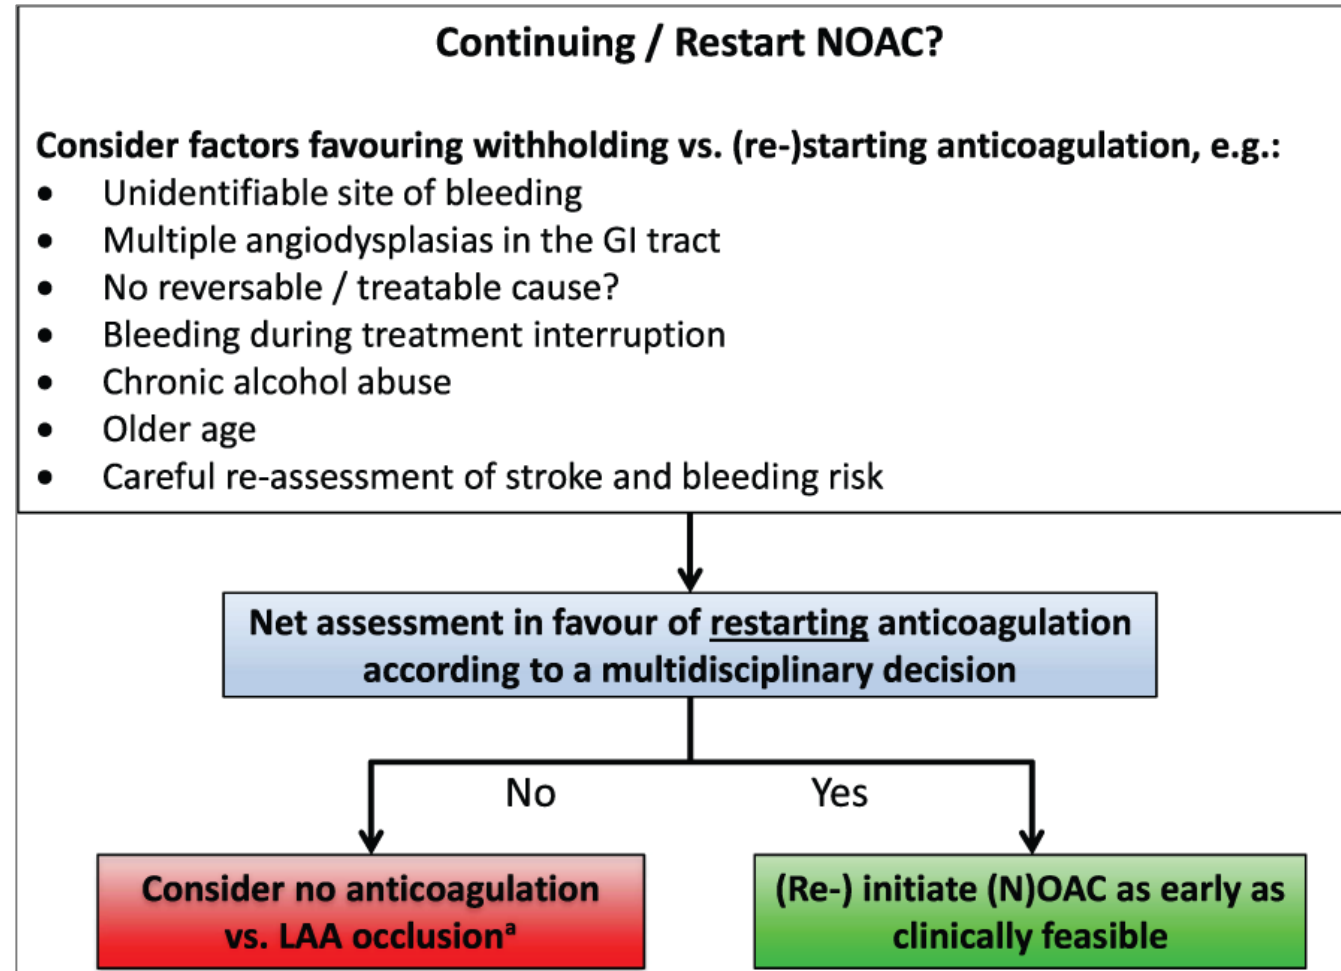 Continuing / Restart NOAC?
Consider factors favouring withholding vs. (re-)starting anticoagulation, e.g.:
• Unidentifiable site of bleeding
• Multiple angiodysplasias in the GI tract
• No reversable / treatable cause?
• Bleeding during treatment interruption
• Chronic alcohol abuse
• Older age
• Careful re-assessment of stroke and bleeding risk
Net assessment in favour of restarting anticoagulation
according to a multidisciplinary decision
No
Yes
Consider no anticoagulation
vs. LAA occlusionᵃ
(Re-) initiate (N)OAC as early as
clinically feasible